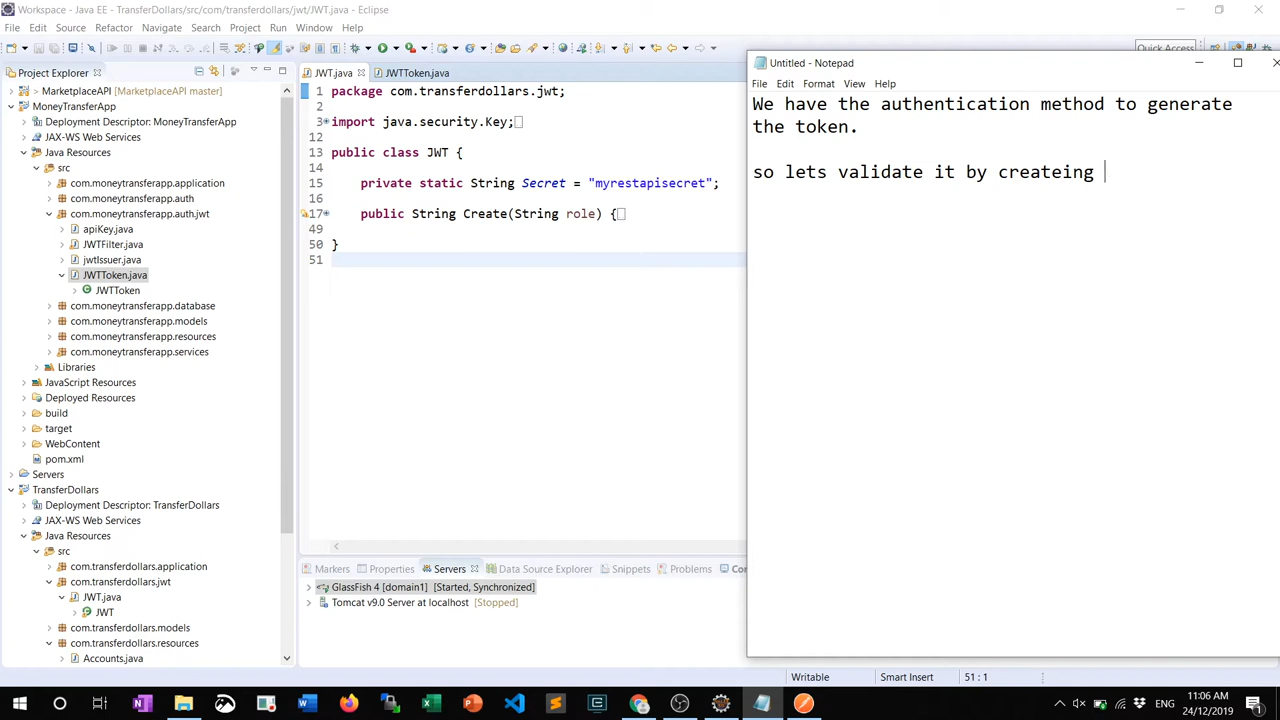 Workspace - Java EE - TransferDollars/src/com/transferdollars/jwt/JWT.java - Eclipse
File Edit Source Refactor Navigate Search Project Run Window Help
Quick Access
Project Explorer
> MarketplaceAPI [MarketplaceAPI master]
MoneyTransferApp
Deployment Descriptor: MoneyTransferApp
JAX-WS Web Services
Java Resources
src
com.moneytransferapp.application
com.moneytransferapp.auth
com.moneytransferapp.auth.jwt
apiKey.java
JWTFilter.java
jwtIssuer.java
JWTToken.java
JWTToken
com.moneytransferapp.database
com.moneytransferapp.models
com.moneytransferapp.resources
com.moneytransferapp.services
Libraries
JavaScript Resources
Deployed Resources
build
target
WebContent
pom.xml
Servers
TransferDollars
Deployment Descriptor: TransferDollars
JAX-WS Web Services
Java Resources
src
com.transferdollars.application
com.transferdollars.jwt
JWT.java
JWT
com.transferdollars.models
com.transferdollars.resources
Accounts.java
JWT.java JWTToken.java
1 package com.transferdollars.jwt;
2
3 import java.security.Key;
12
13 public class JWT {
14
15 private static String Secret = "myrestapisecret";
16
17 public String Create(String role) {
49
50 }
51
Markers Properties Servers Data Source Explorer Snippets Problems Con
GlassFish 4 [domain1] [Started, Synchronized]
Tomcat v9.0 Server at localhost [Stopped]
Untitled - Notepad
File Edit Format View Help
We have the authentication method to generate
the token.
so lets validate it by createing
Writable Smart Insert 51 : 1
ENG
11:06 AM
24/12/2019